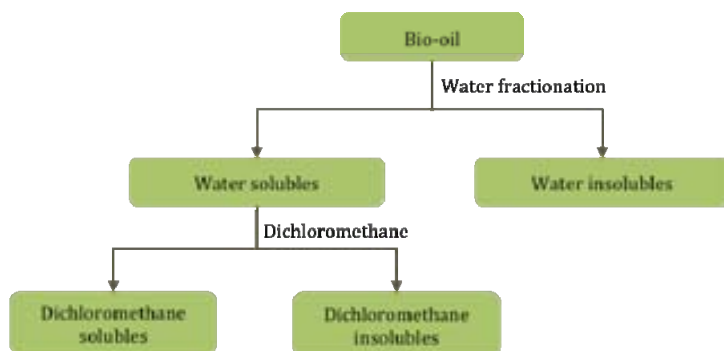 Bio-oil
Water fractionation
Water solubles
Water insolubles
Dichloromethane
Dichloromethane
solubles
Dichloromethane
insolubles